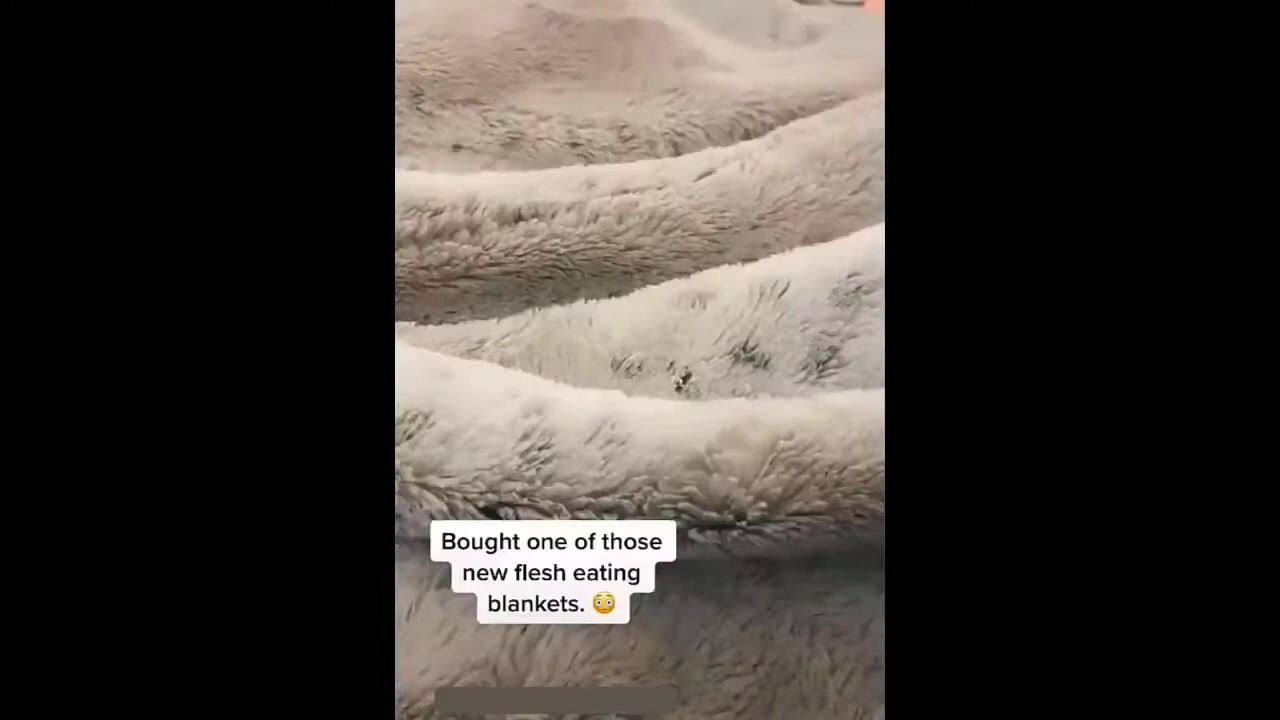 Bought one of those
new flesh eating
blankets. 😳